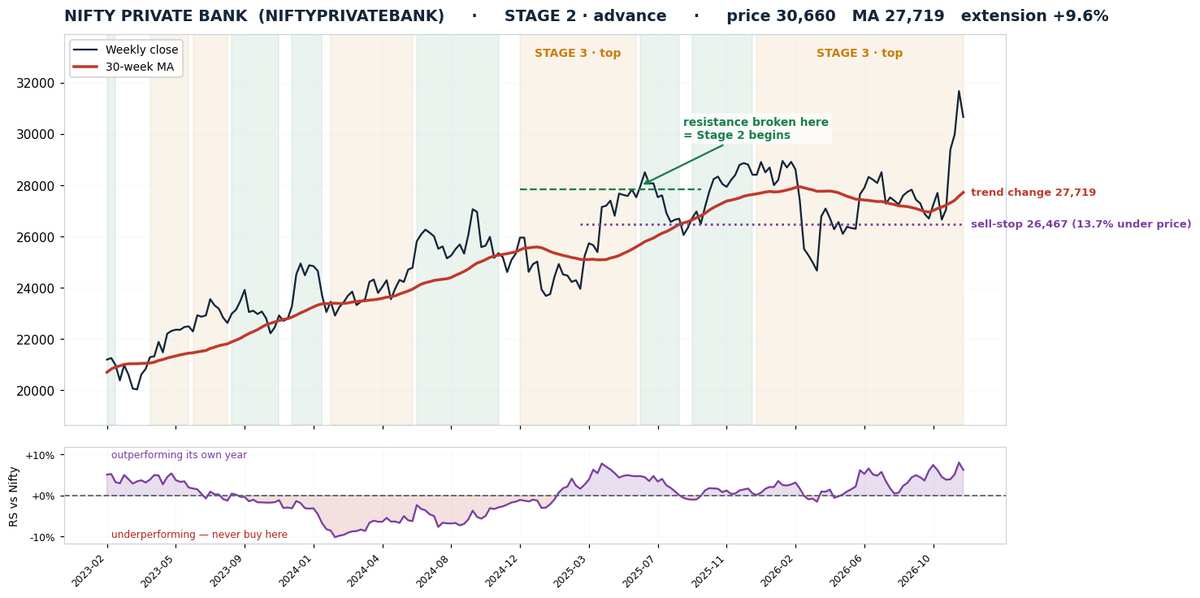 NIFTY PRIVATE BANK (NIFTYPRIVATEBANK) · STAGE 2 · advance · price 30,660 MA 27,719 extension +9.6%
Weekly close
30-week MA
STAGE 3 · top
STAGE 3 · top
32000
resistance broken here
= Stage 2 begins
30000
28000
trend change 27,719
sell-stop 26,467 (13.7% under price)
26000
24000
22000
20000
RS vs Nifty
+10%
outperforming its own year
+0%
-10%
underperforming — never buy here
2023-02
2023-05
2023-09
2024-01
2024-04
2024-08
2024-12
2025-03
2025-07
2025-11
2026-02
2026-06
2026-10